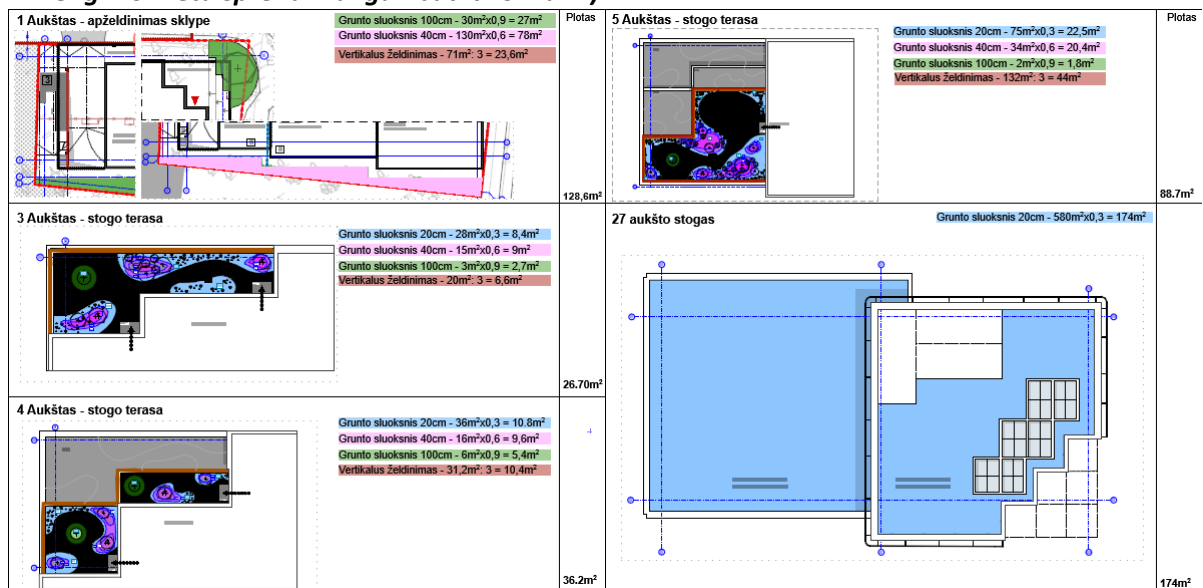 1 Aukštas - apželdinimas sklype
Grunto sluoksnis 100cm - 30m²x0,9 = 27m²
Grunto sluoksnis 40cm - 130m²x0,6 = 78m²
Vertikalus želdinimas - 71m²: 3 = 23,6m²
Plotas
128,6m²
3 Aukštas - stogo terasa
Grunto sluoksnis 20cm - 28m²x0,3 = 8,4m²
Grunto sluoksnis 40cm - 15m²x0,6 = 9m²
Grunto sluoksnis 100cm - 3m²x0,9 = 2,7m²
Vertikalus želdinimas - 20m²: 3 = 6,6m²
26.70m²
4 Aukštas - stogo terasa
Grunto sluoksnis 20cm - 36m²x0,3 = 10.8m²
Grunto sluoksnis 40cm - 16m²x0,6 = 9,6m²
Grunto sluoksnis 100cm - 6m²x0,9 = 5,4m²
Vertikalus želdinimas - 31,2m²: 3 = 10,4m²
36.2m²
5 Aukštas - stogo terasa
Grunto sluoksnis 20cm - 75m²x0,3 = 22,5m²
Grunto sluoksnis 40cm - 34m²x0,6 = 20,4m²
Grunto sluoksnis 100cm - 2m²x0,9 = 1,8m²
Vertikalus želdinimas - 132m²: 3 = 44m²
Plotas
88.7m²
27 aukšto stogas
Grunto sluoksnis 20cm - 580m²x0,3 = 174m²
174m²